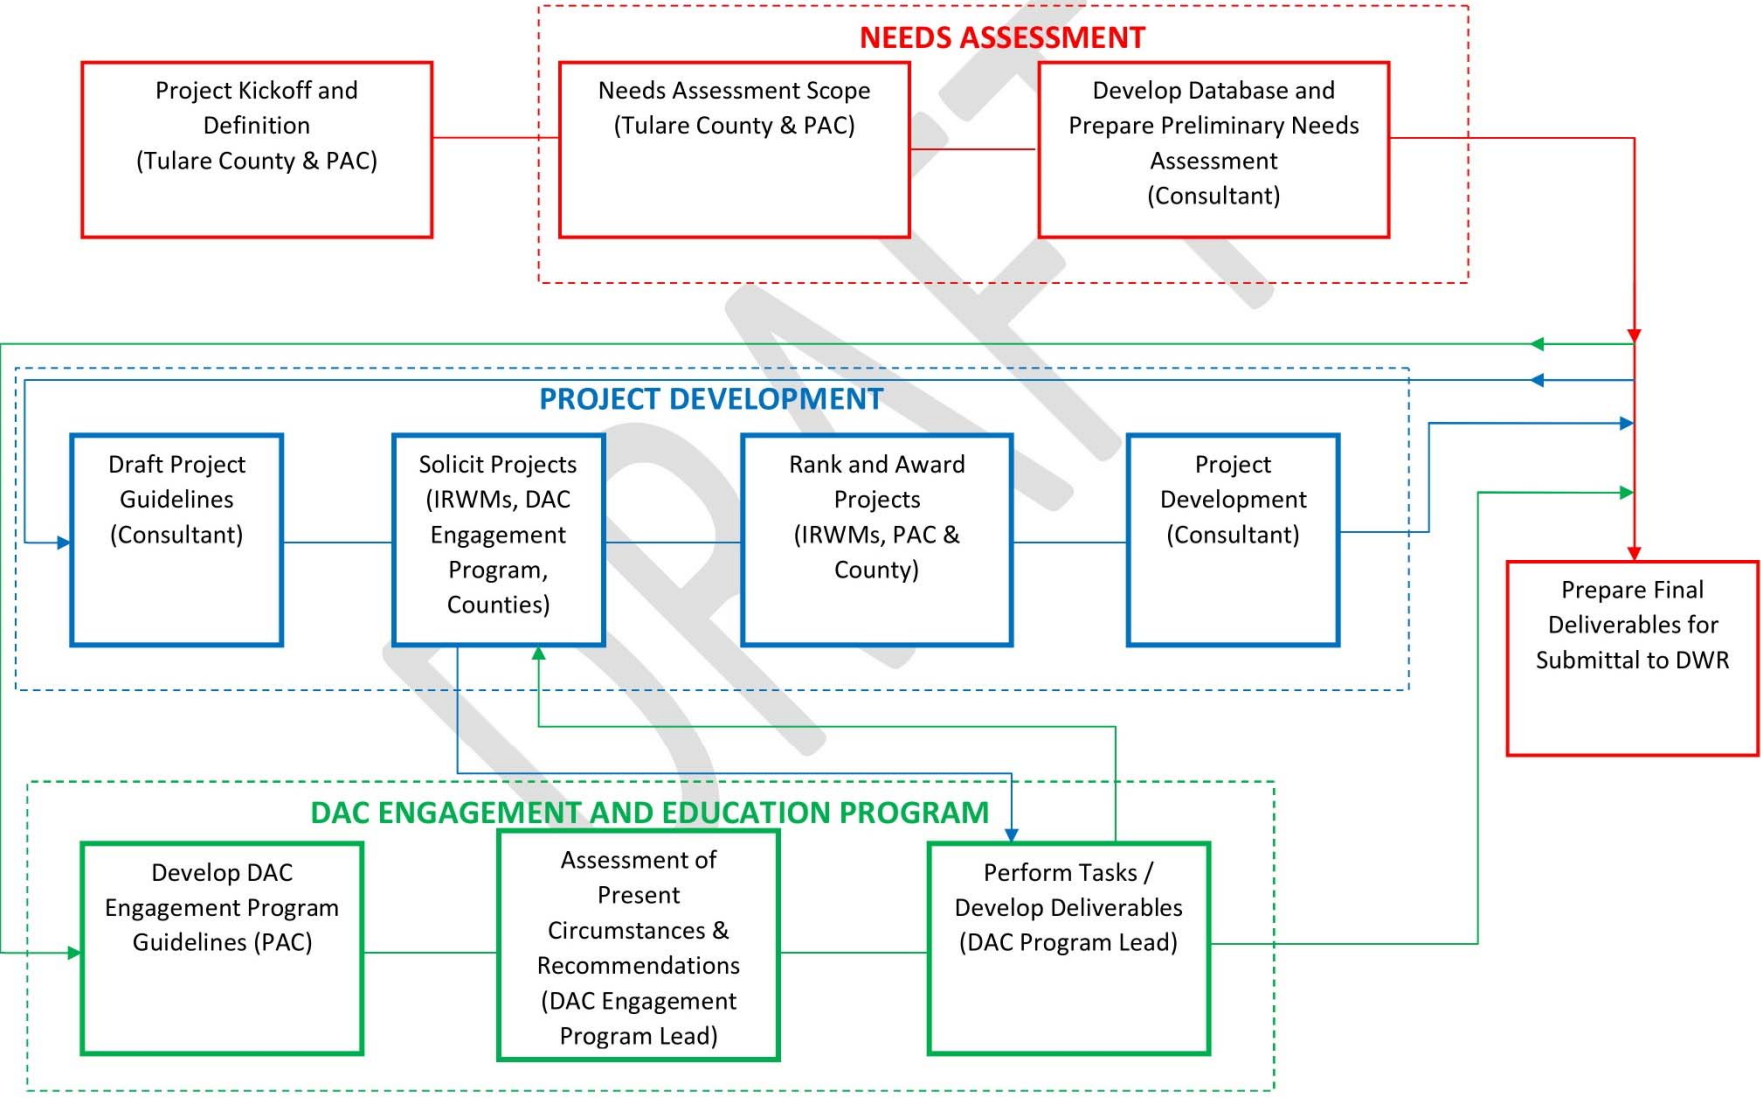 NEEDS ASSESSMENT
Project Kickoff and
Definition
(Tulare County & PAC)
Needs Assessment Scope
(Tulare County & PAC)
Develop Database and
Prepare Preliminary Needs
Assessment
(Consultant)
PROJECT DEVELOPMENT
Draft Project
Guidelines
(Consultant)
Solicit Projects
(IRWMs, DAC
Engagement
Program,
Counties)
Rank and Award
Projects
(IRWMs, PAC &
County)
Project
Development
(Consultant)
Prepare Final
Deliverables for
Submittal to DWR
DAC ENGAGEMENT AND EDUCATION PROGRAM
Develop DAC
Engagement Program
Guidelines (PAC)
Assessment of
Present
Circumstances &
Recommendations
(DAC Engagement
Program Lead)
Perform Tasks /
Develop Deliverables
(DAC Program Lead)
DRAFT